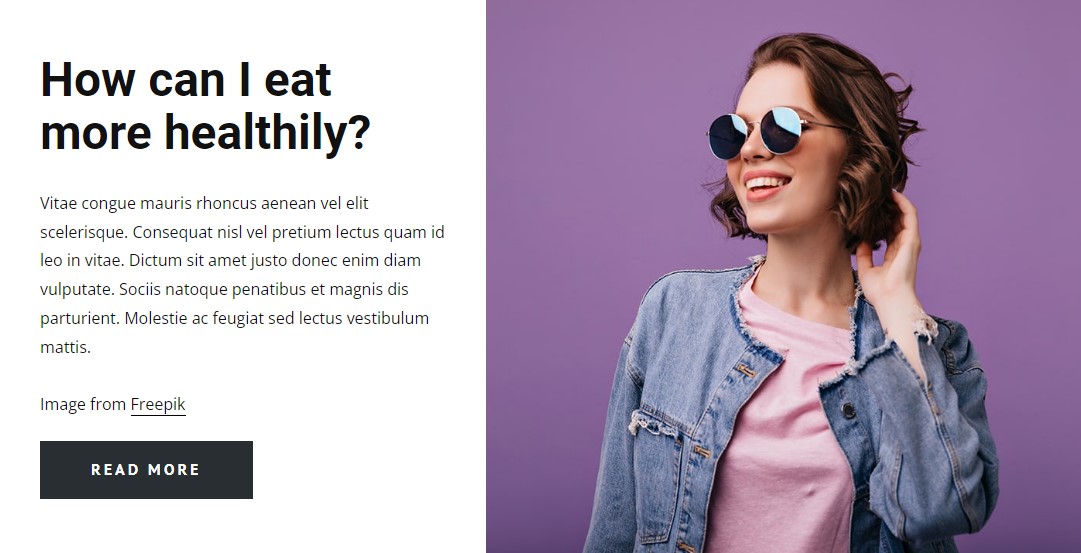 How can I eat
more healthily?
Vitae congue mauris rhoncus aenean vel elit
scelerisque. Consequat nisl vel pretium lectus quam id
leo in vitae. Dictum sit amet justo donec enim diam
vulputate. Sociis natoque penatibus et magnis dis
parturient. Molestie ac feugiat sed lectus vestibulum
mattis.
Image from Freepik
READ MORE